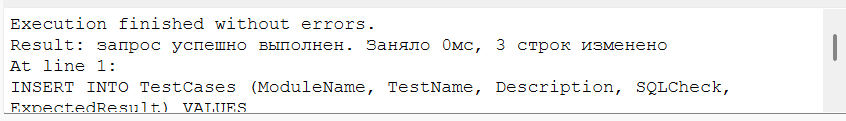 Execution finished without errors.
Result: запрос успешно выполнен. Заняло 0мс, 3 строк изменено
At line 1:
INSERT INTO TestCases (ModuleName, TestName, Description, SQLCheck,
ExpectedResult) VALUES